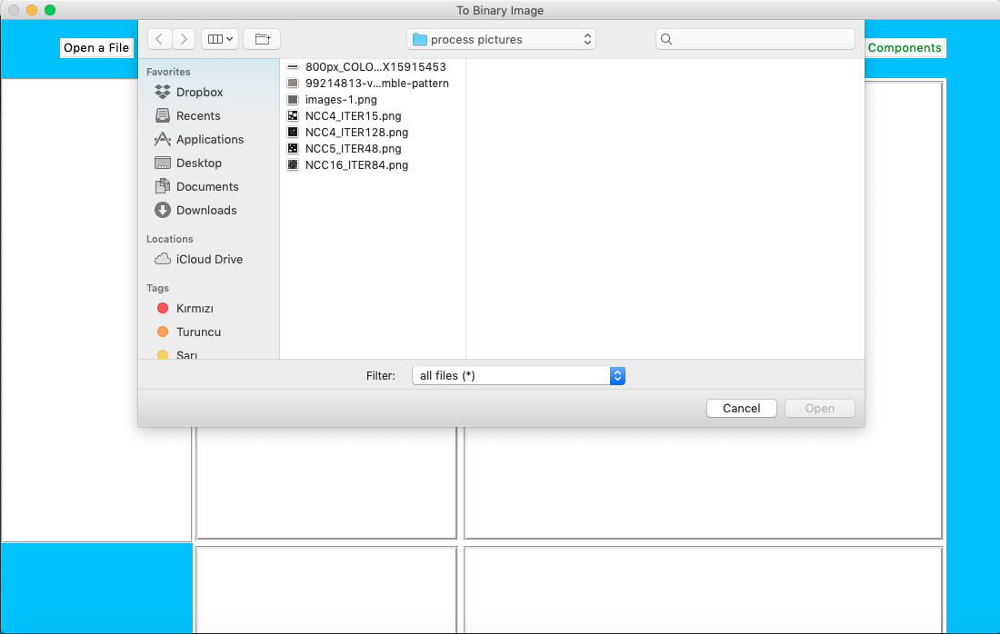 To Binary Image
Open a File
process pictures
Components
Favorites
Dropbox
Recents
Applications
Desktop
Documents
Downloads
Locations
iCloud Drive
Tags
Kırmızı
Turuncu
Sarı
800px_COLO...X15915453
99214813-v...mble-pattern
images-1.png
NCC4_ITER15.png
NCC4_ITER128.png
NCC5_ITER48.png
NCC16_ITER84.png
Filter:
all files (*)
Cancel
Open